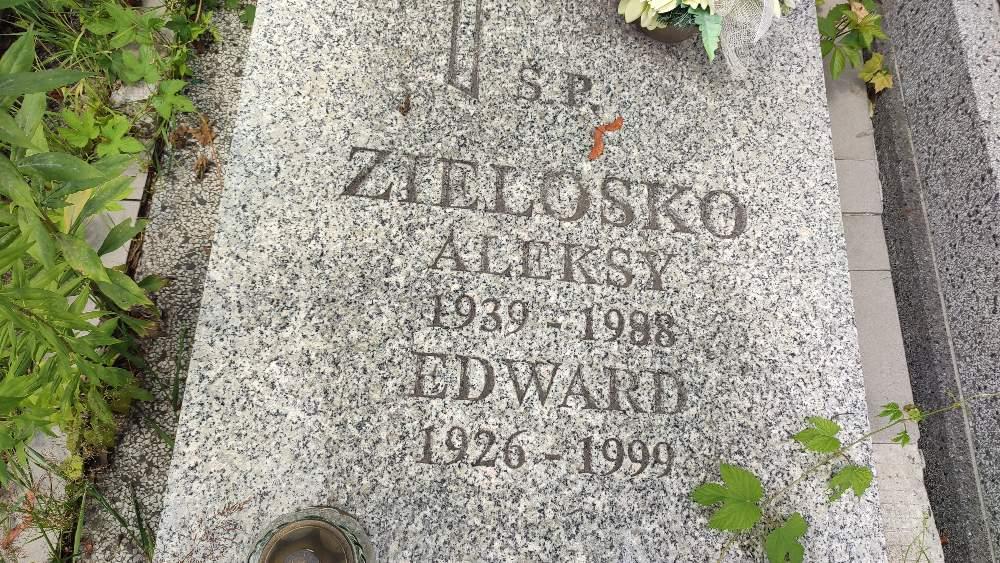 Ś.P.
ZIELOSKO
ALEKSY
1939 - 1988
EDWARD
1926 - 1999